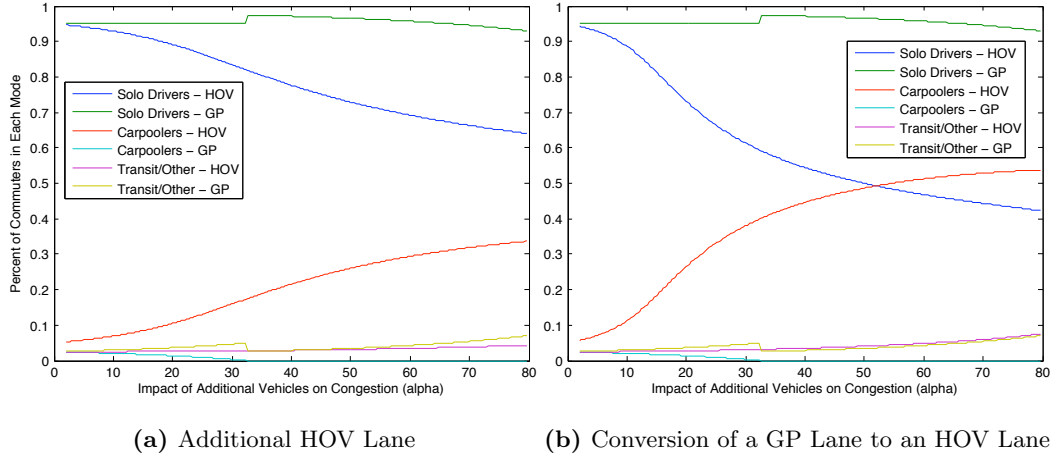 Percent of Commuters in Each Mode
1
0.9
0.8
0.7
0.6
0.5
0.4
0.3
0.2
0.1
0
Solo Drivers – HOV
Solo Drivers – GP
Carpoolers – HOV
Carpoolers – GP
Transit/Other – HOV
Transit/Other – GP
0 10 20 30 40 50 60 70 80
Impact of Additional Vehicles on Congestion (alpha)
(a) Additional HOV Lane
1
0.9
0.8
0.7
0.6
0.5
0.4
0.3
0.2
0.1
0
Solo Drivers – HOV
Solo Drivers – GP
Carpoolers – HOV
Carpoolers – GP
Transit/Other – HOV
Transit/Other – GP
0 10 20 30 40 50 60 70 80
Impact of Additional Vehicles on Congestion (alpha)
(b) Conversion of a GP Lane to an HOV Lane